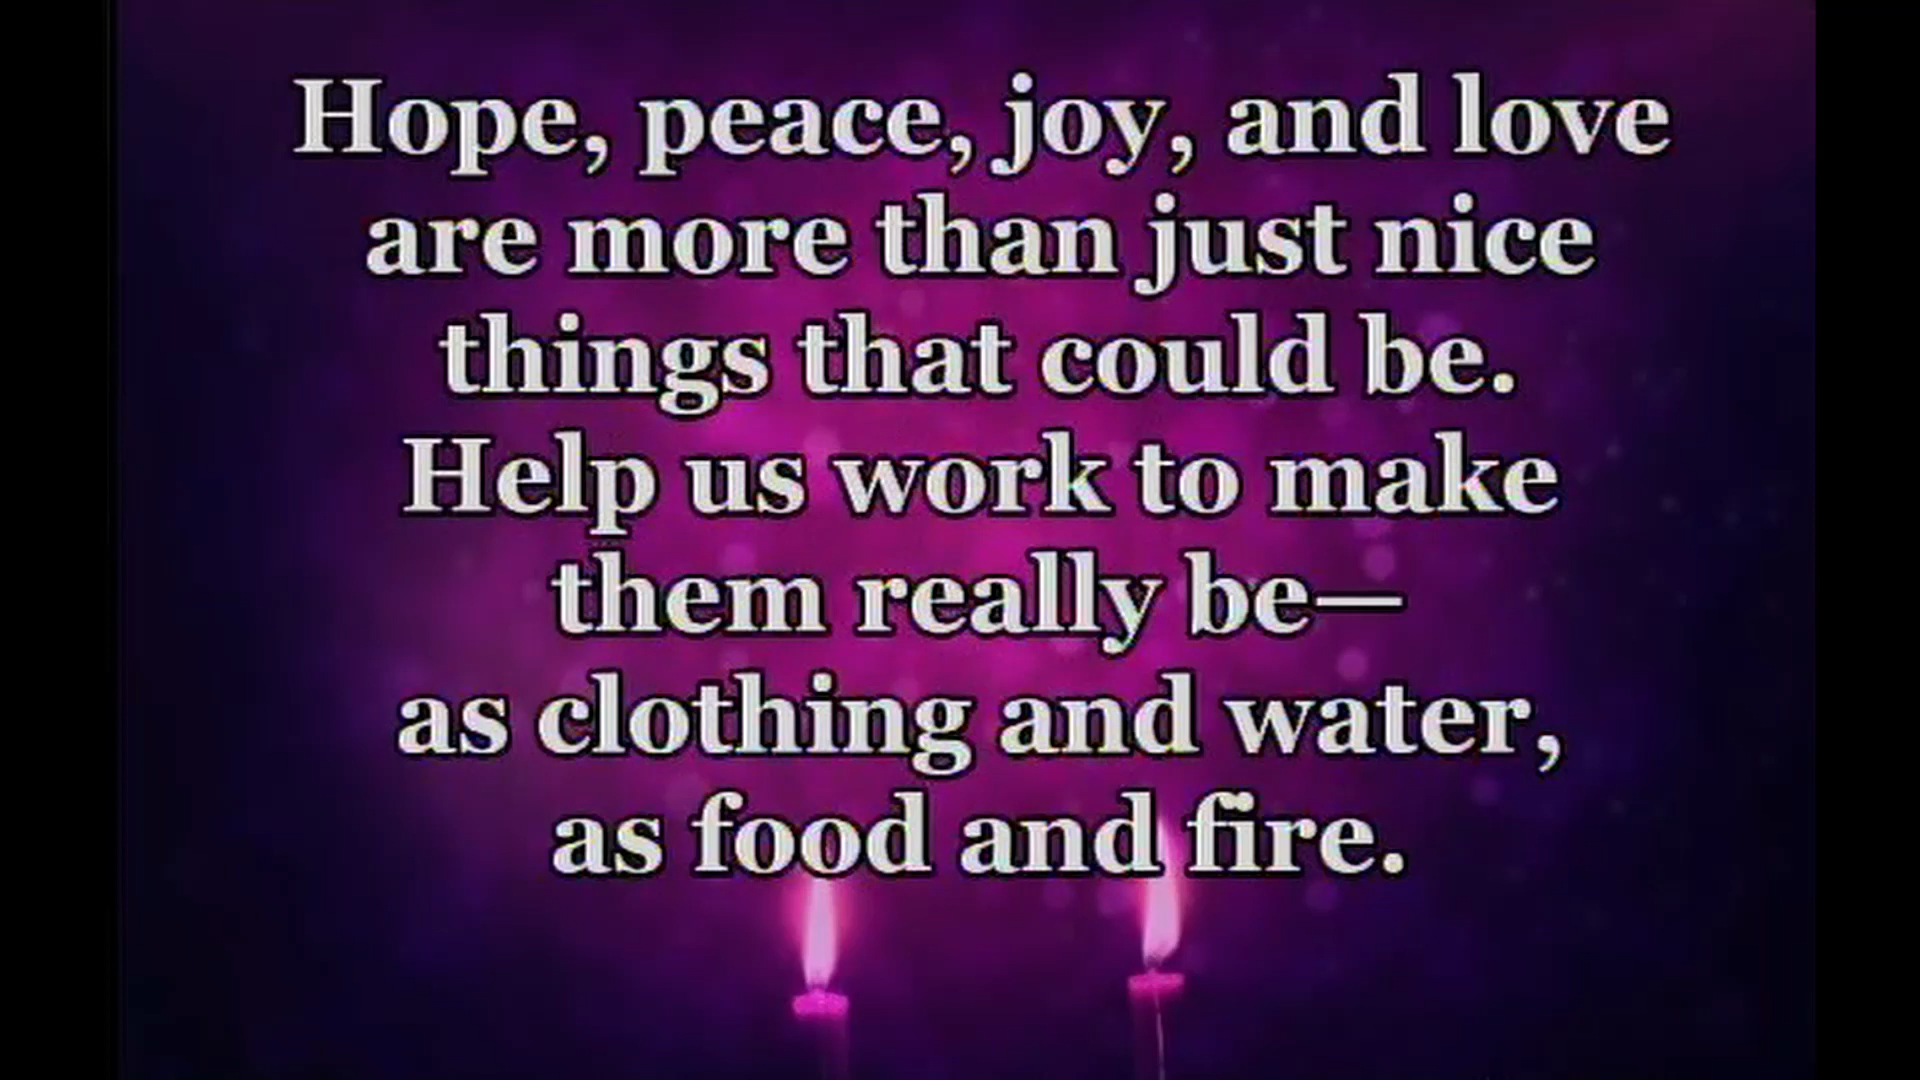 Hope, peace, joy, and love
are more than just nice
things that could be.
Help us work to make
them really be—
as clothing and water,
as food and fire.